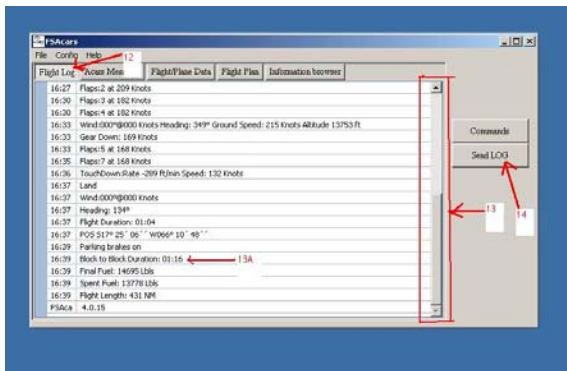 FSAcars
File Config Help
12
Flight Log Acars Mes Flight/Plane Data Flight Plan Information browser
16:27 Flaps:2 at 209 Knots
16:30 Flaps:3 at 182 Knots
16:30 Flaps:4 at 182 Knots
16:33 Wind:000º@000 Knots Heading: 349º Ground Speed: 215 Knots Altitude 13753 ft
16:33 Gear Down: 169 Knots
16:33 Flaps:5 at 168 Knots
16:35 Flaps:7 at 168 Knots
16:36 TouchDown:Rate -289 ft/min Speed: 132 Knots
16:37 Land
16:37 Wind:000º@000 Knots
16:37 Heading: 134º
16:37 Flight Duration: 01:04
16:37 POS S17º 25´ 06´´ W066º 10´ 48´´
16:39 Parking brakes on
16:39 Block to Block Duration: 01:16 13A
16:39 Final Fuel: 14695 Lbls
16:39 Spent Fuel: 13778 Lbls
16:39 Flight Length: 431 NM
FSAca 4.0.15
Commands
Send LOG
13
14